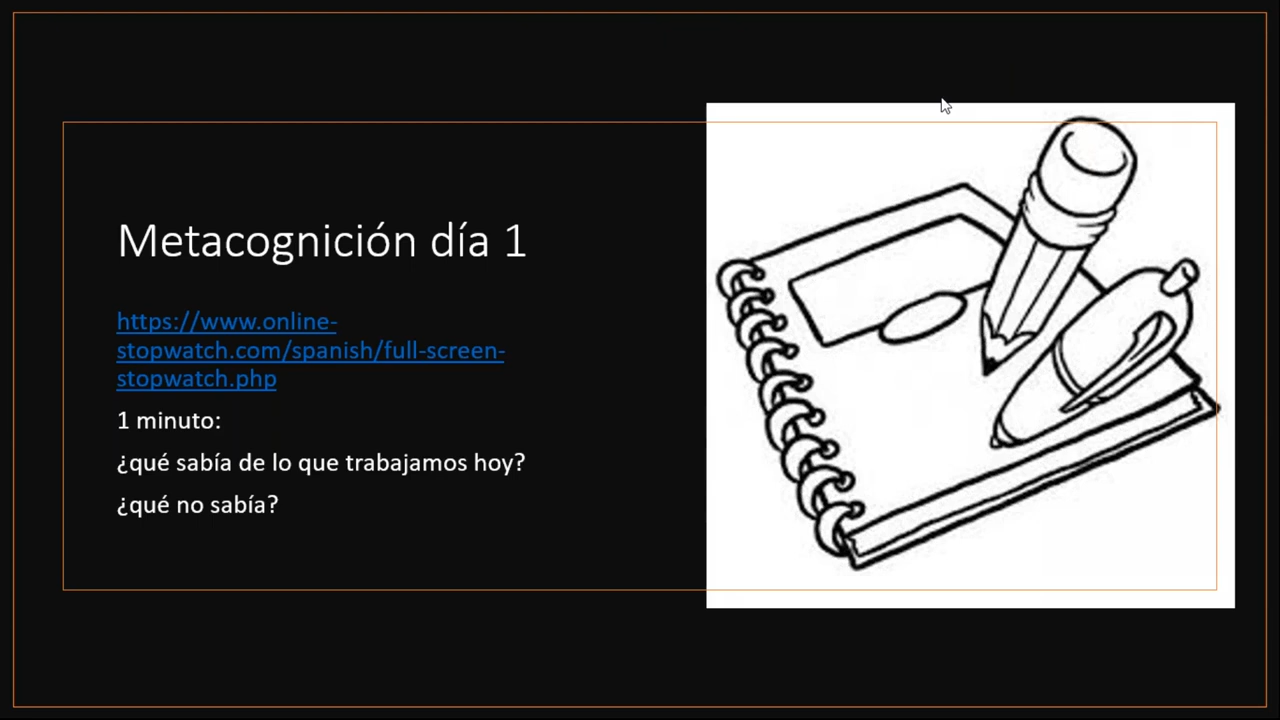 Metacognición día 1
https://www.online-
stopwatch.com/spanish/full-screen-
stopwatch.php
1 minuto:
¿qué sabía de lo que trabajamos hoy?
¿qué no sabía?